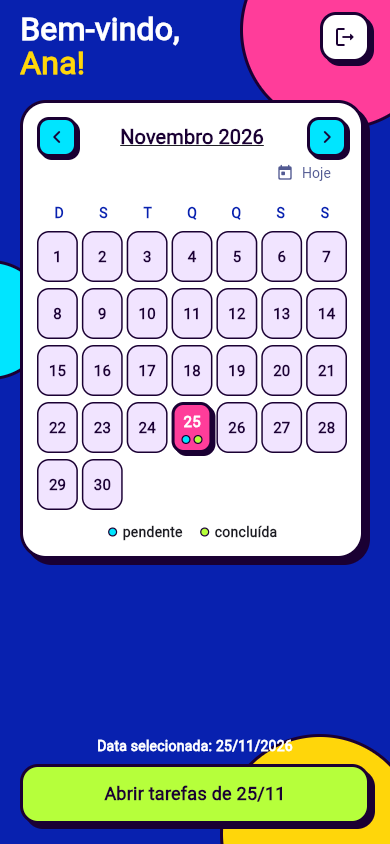 Bem-vindo,
Ana!
Novembro 2026
Hoje
D S T Q Q S S
1 2 3 4 5 6 7
8 9 10 11 12 13 14
15 16 17 18 19 20 21
22 23 24 25 26 27 28
29 30
pendente concluída
Data selecionada: 25/11/2026
Abrir tarefas de 25/11